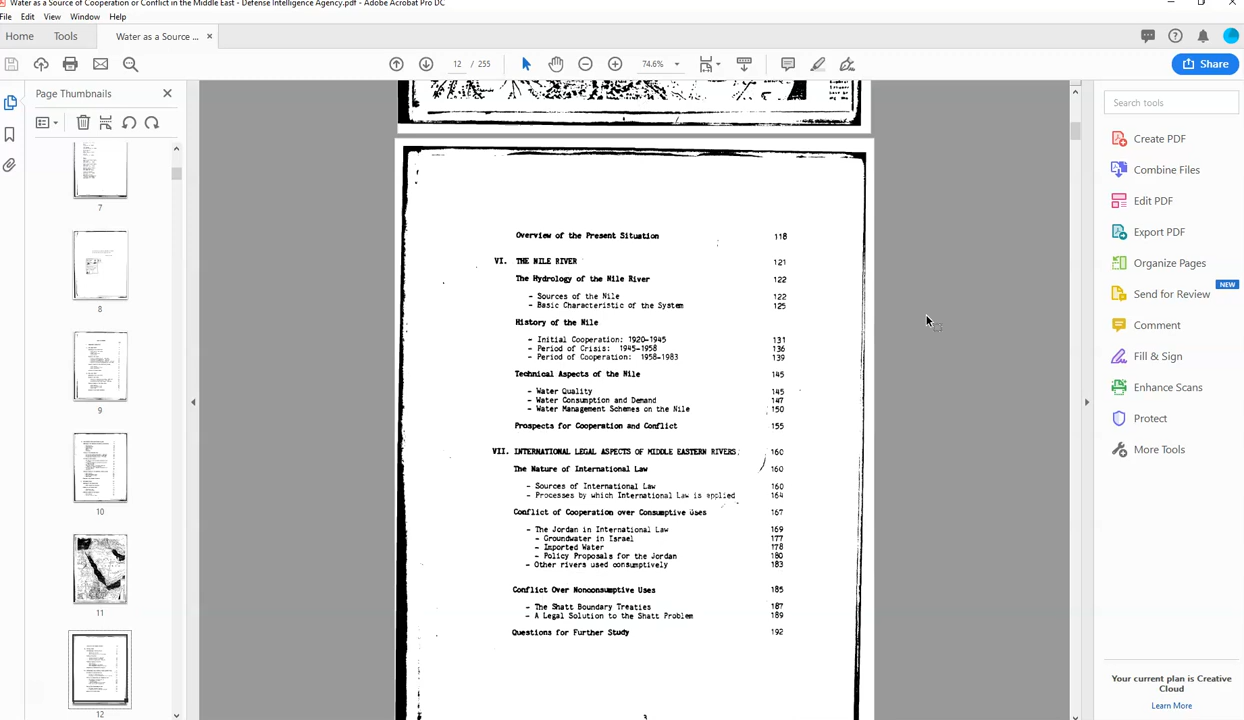 Water as a Source of Cooperation or Conflict in the Middle East - Defense Intelligence Agency.pdf - Adobe Acrobat Pro DC
File Edit View Window Help
Home Tools Water as a Source ... ×
12 / 255 74.6% Share
Page Thumbnails
7
8
9
10
11
12
Overview of the Present Situation 118
VI. THE NILE RIVER 121
The Hydrology of the Nile River 122
- Sources of the Nile 122
- Basic Characteristic of the System 125
History of the Nile
- Initial Cooperation: 1920-1945 131
- Period of Crisis: 1945-1958 136
- Period of Cooperation: 1958-1983 139
Technical Aspects of the Nile 145
- Water Quality 145
- Water Consumption and Demand 147
- Water Management Schemes on the Nile 150
Prospects for Cooperation and Conflict 155
VII. INTERNATIONAL LEGAL ASPECTS OF MIDDLE EASTERN RIVERS 160
The Nature of International Law 160
- Sources of International Law 160
- Processes by which International Law is applied 164
Conflict of Cooperation over Consumptive Uses 167
- The Jordan in International Law 169
- Groundwater in Israel 177
- Imported Water 178
- Policy Proposals for the Jordan 180
- Other rivers used consumptively 183
Conflict Over Nonconsumptive Uses 185
- The Shatt Boundary Treaties 187
- A Legal Solution to the Shatt Problem 189
Questions for Further Study 192
3
Search tools
Create PDF
Combine Files
Edit PDF
Export PDF
Organize Pages
NEW
Send for Review
Comment
Fill & Sign
Enhance Scans
Protect
More Tools
Your current plan is Creative
Cloud
Learn More